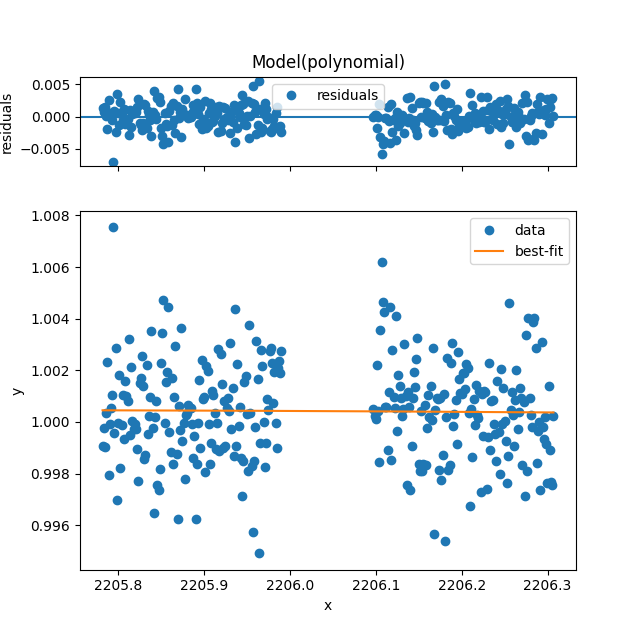 Model(polynomial)
0.005
0.000
−0.005
residuals
residuals
1.008
1.006
1.004
1.002
1.000
0.998
0.996
y
data
best-fit
2205.8
2205.9
2206.0
2206.1
2206.2
2206.3
x